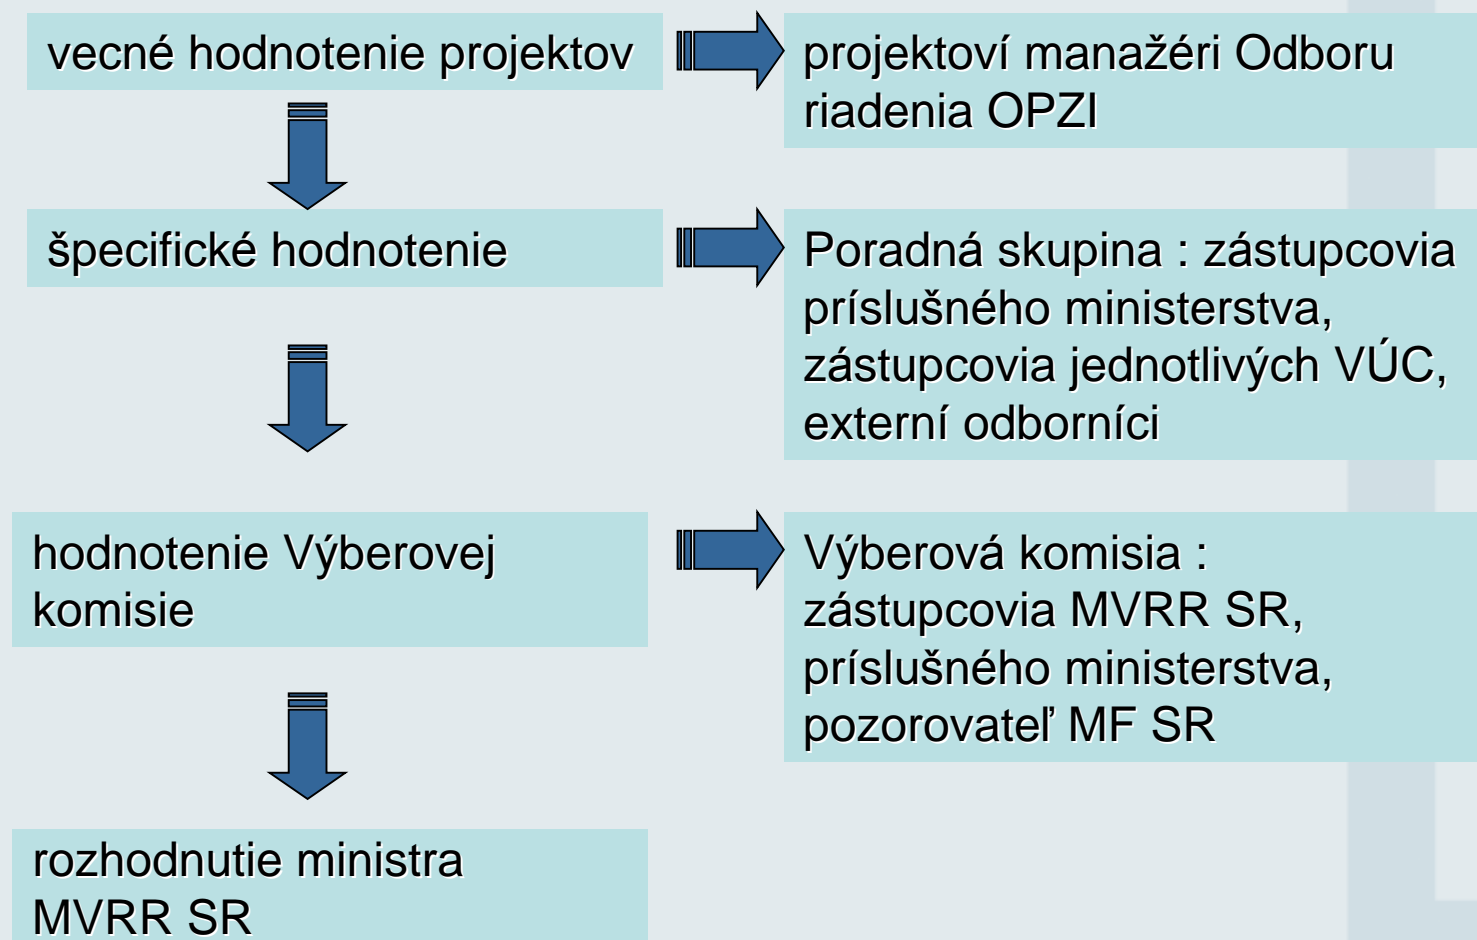 vecné hodnotenie projektov
projektoví manažéri Odboru
riadenia OPZI
špecifické hodnotenie
Poradná skupina : zástupcovia
príslušného ministerstva,
zástupcovia jednotlivých VÚC,
externí odborníci
hodnotenie Výberovej
komisie
Výberová komisia :
zástupcovia MVRR SR,
príslušného ministerstva,
pozorovateľ MF SR
rozhodnutie ministra
MVRR SR